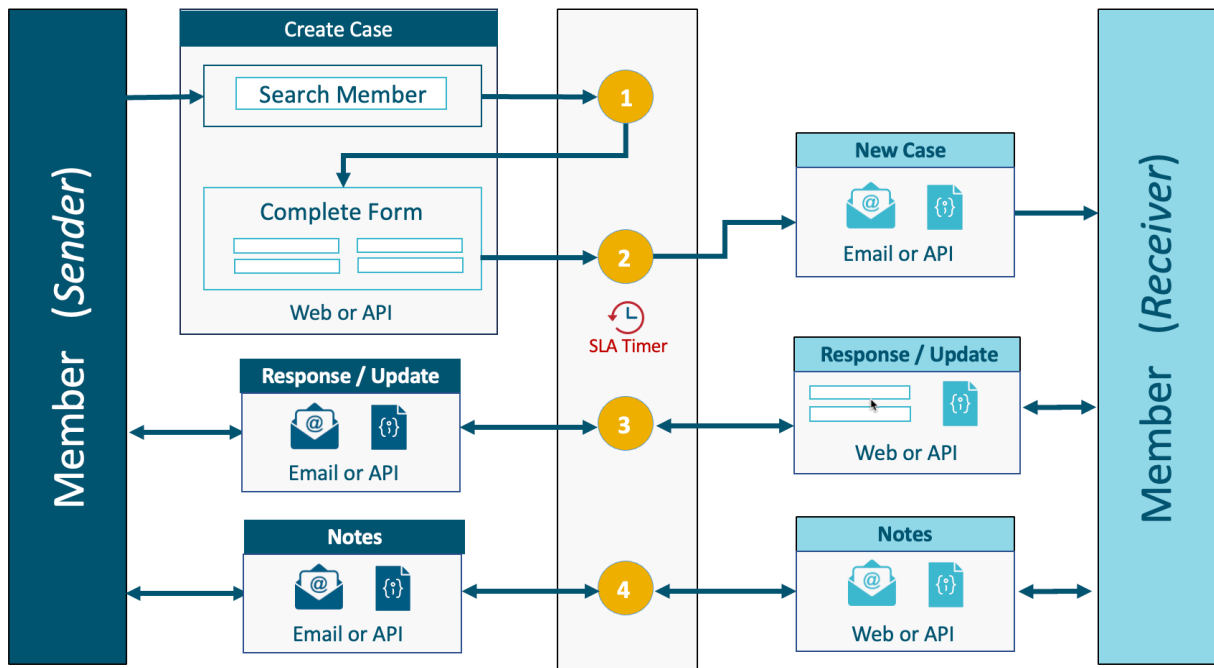 Member (Sender)
Create Case
Search Member
1
Complete Form
Web or API
2
SLA Timer
New Case
@
{i}
Email or API
Member (Receiver)
Response / Update
@
{i}
Email or API
3
Response / Update
{i}
Web or API
Notes
@
{i}
Email or API
4
Notes
@
{i}
Web or API